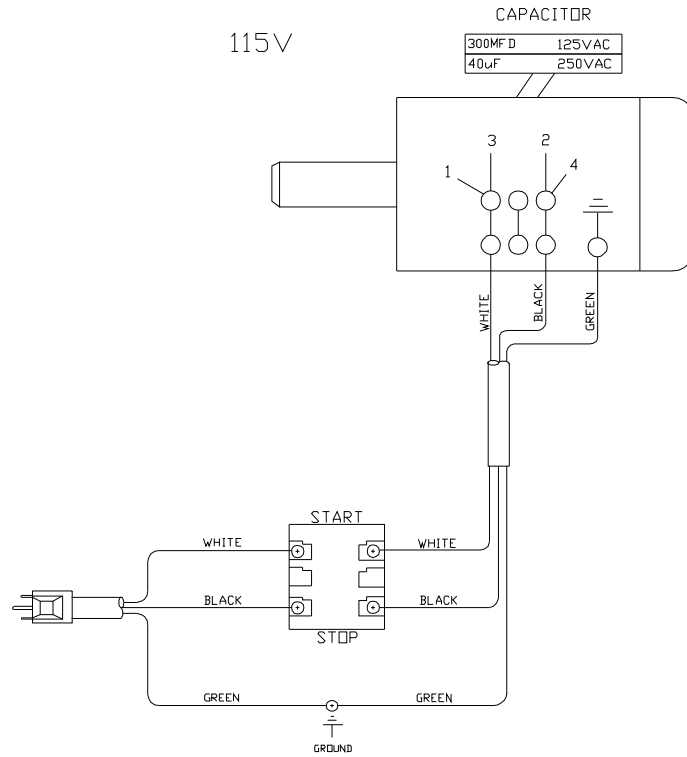 CAPACITOR
115V
300MFD 125VAC
40uF 250VAC
3 2
1 4
WHITE
BLACK
GREEN
START
WHITE WHITE
BLACK BLACK
STOP
GREEN GREEN
GROUND